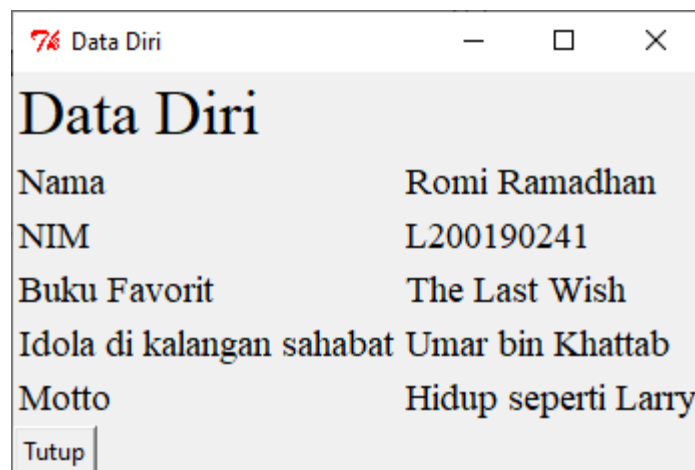 Data Diri
Data Diri
Nama Romi Ramadhan
NIM L200190241
Buku Favorit The Last Wish
Idola di kalangan sahabat Umar bin Khattab
Motto Hidup seperti Larry
Tutup